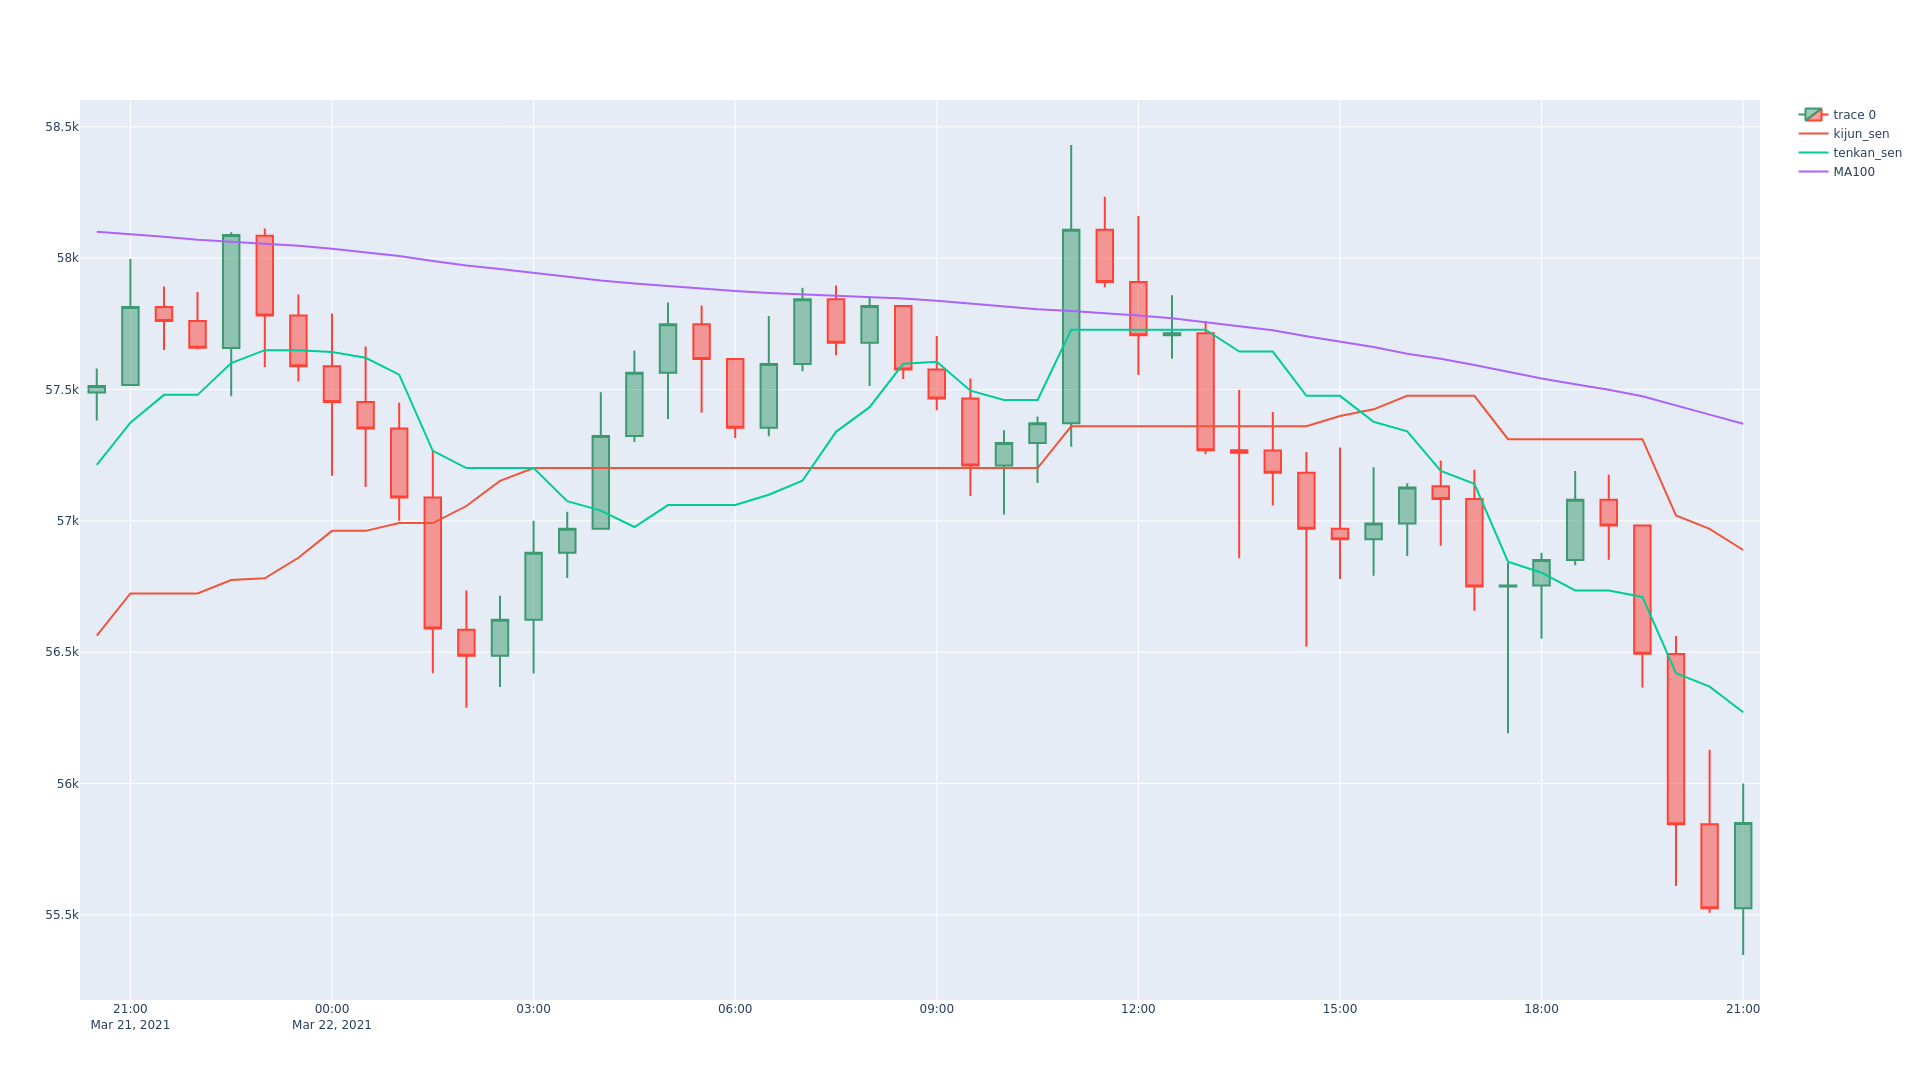 58.5k
58k
57.5k
57k
56.5k
56k
55.5k
21:00
Mar 21, 2021
00:00
Mar 22, 2021
03:00
06:00
09:00
12:00
15:00
18:00
21:00
trace 0
kijun_sen
tenkan_sen
MA100